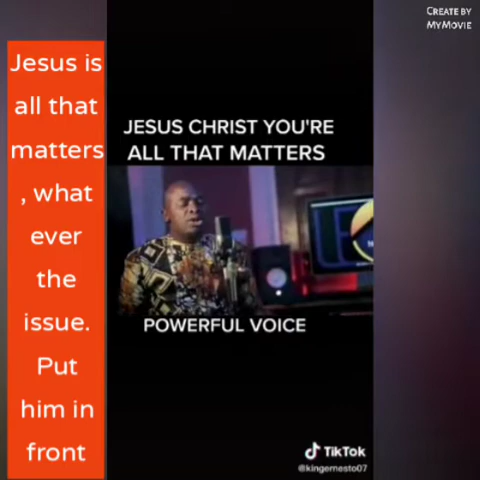 CREATE BY
MYMOVIE
Jesus is
all that
matters
, what
ever
the
issue.
Put
him in
front
JESUS CHRIST YOU'RE
ALL THAT MATTERS
POWERFUL VOICE
TikTok
@kingernesto07